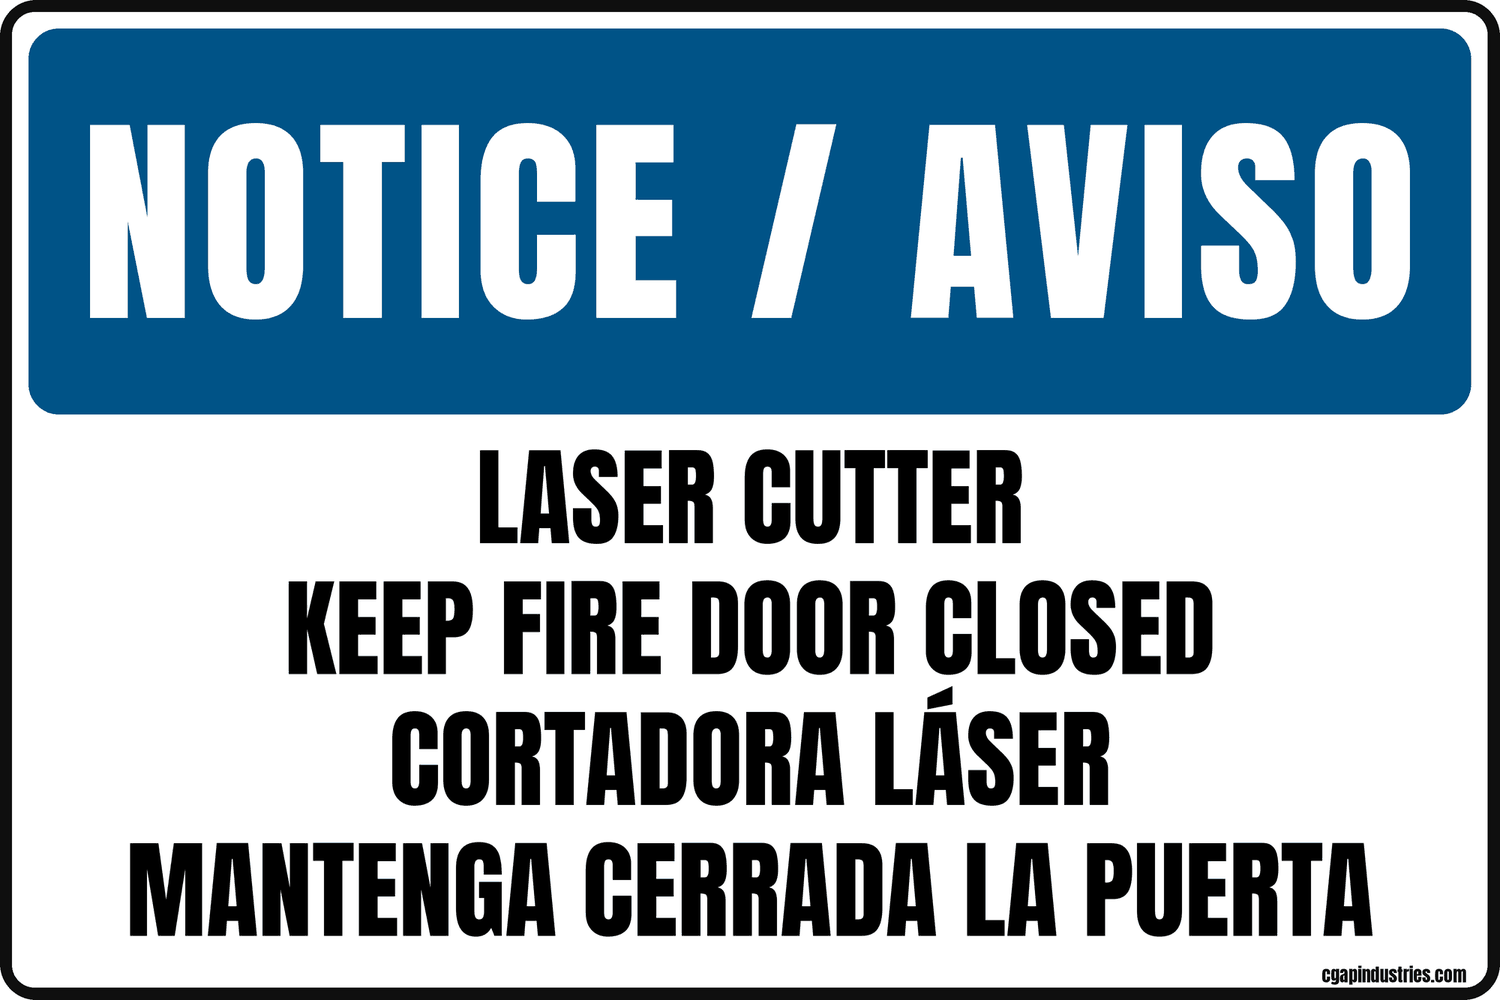 NOTICE / AVISO
LASER CUTTER
KEEP FIRE DOOR CLOSED
CORTADORA LÁSER
MANTENGA CERRADA LA PUERTA
cgapindustries.com